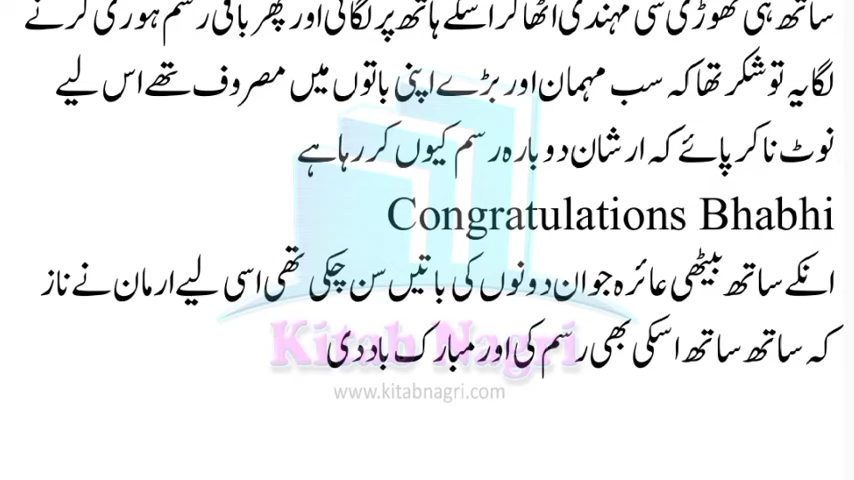 ساتھ ہی تھوڑی سی مہندی اٹھا کر اسکے ہاتھ پر لگائی اور پھر باقی رسم پوری کرنے
لگا یہ تو شکر تھا کہ سب مہمان اور بڑے اپنی باتوں میں مصروف تھے اس لیے
نوٹ نا کر پائے کہ ارشان دوبارہ رسم کیوں کر رہا ہے
Congratulations Bhabhi
انکے ساتھ بیٹھی عائرہ جو ان دونوں کی باتیں سن چکی تھی اسی لیے ارمان نے ناز
کہ ساتھ ساتھ اسکی بھی رسم کی اور مبارک باد دی
Kitab Nagri
www.kitabnagri.com